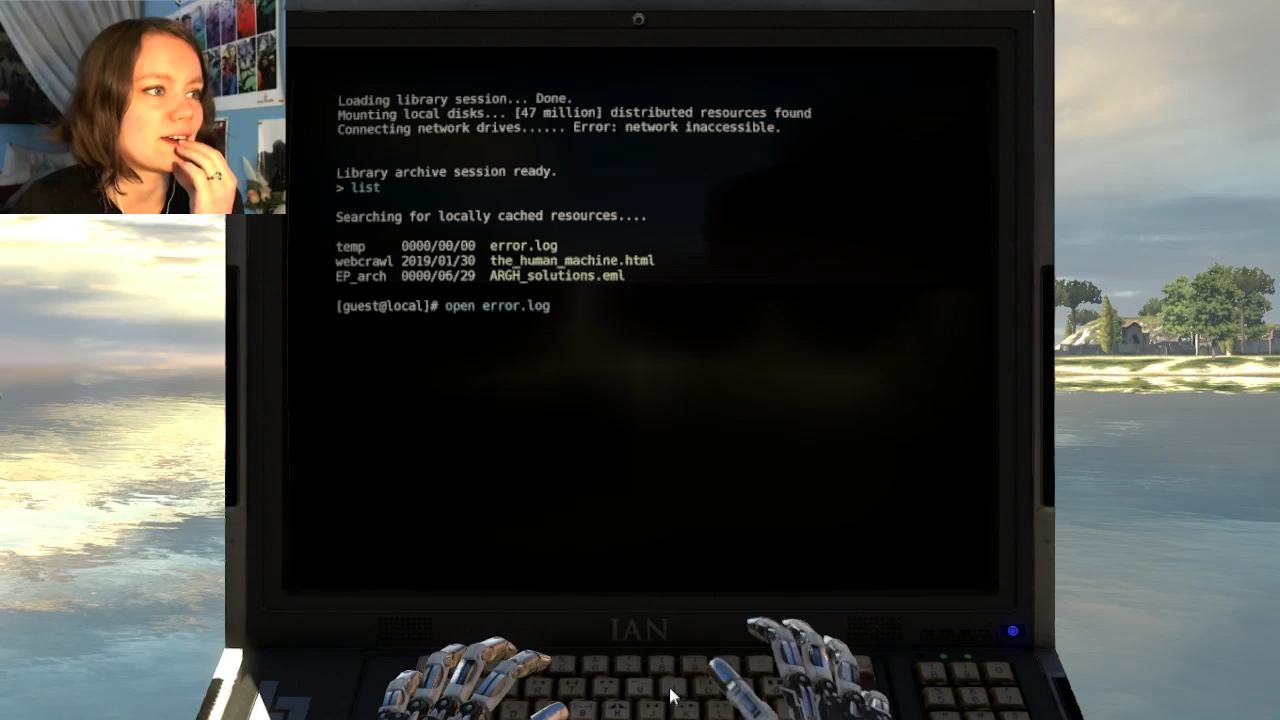 Loading library session... Done.
Mounting local disks... [47 million] distributed resources found
Connecting network drives...... Error: network inaccessible.
Library archive session ready.
> list
Searching for locally cached resources....
temp 0000/00/00 error.log
webcrawl 2019/01/30 the_human_machine.html
EP_arch 0000/06/29 ARGH_solutions.eml
[guest@local]# open error.log
IAN